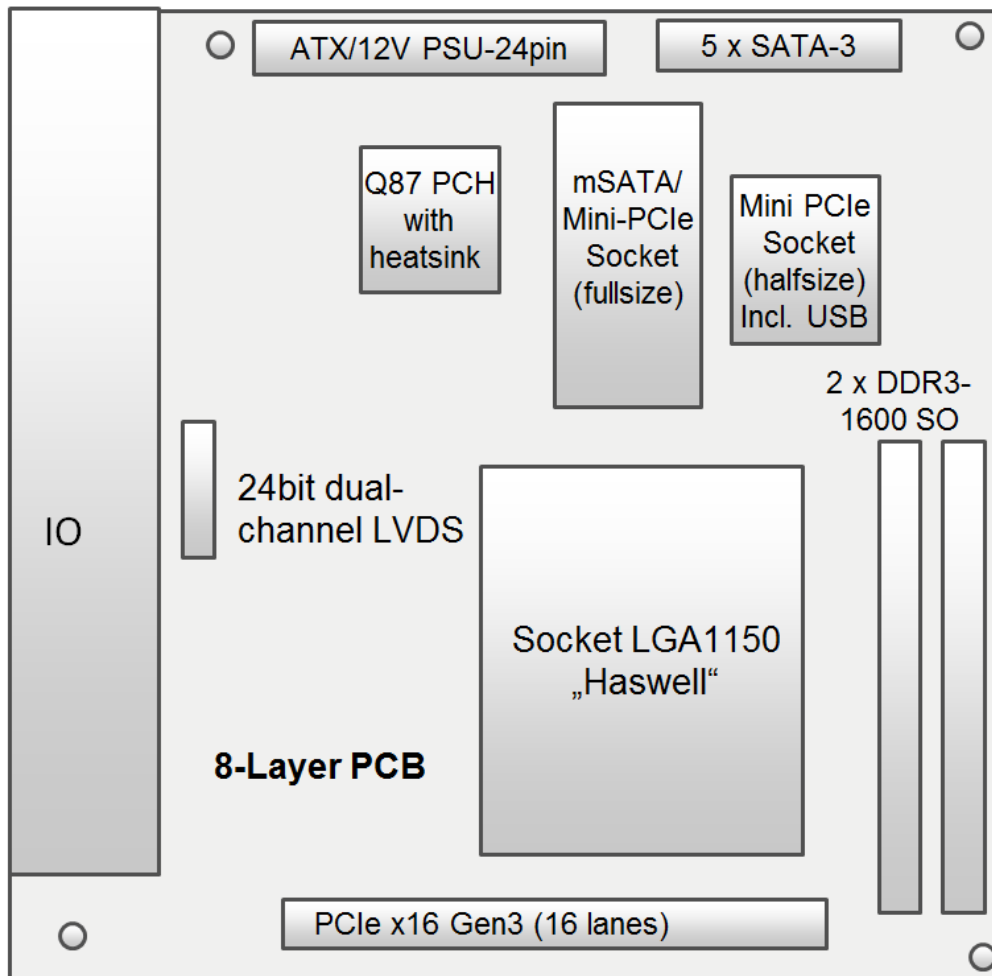 ATX/12V PSU-24pin
5 x SATA-3
Q87 PCH
with
heatsink
mSATA/
Mini-PCIe
Socket
(fullsize)
Mini PCIe
Socket
(halfsize)
Incl. USB
2 x DDR3-
1600 SO
IO
24bit dual-
channel LVDS
Socket LGA1150
„Haswell“
8-Layer PCB
PCIe x16 Gen3 (16 lanes)